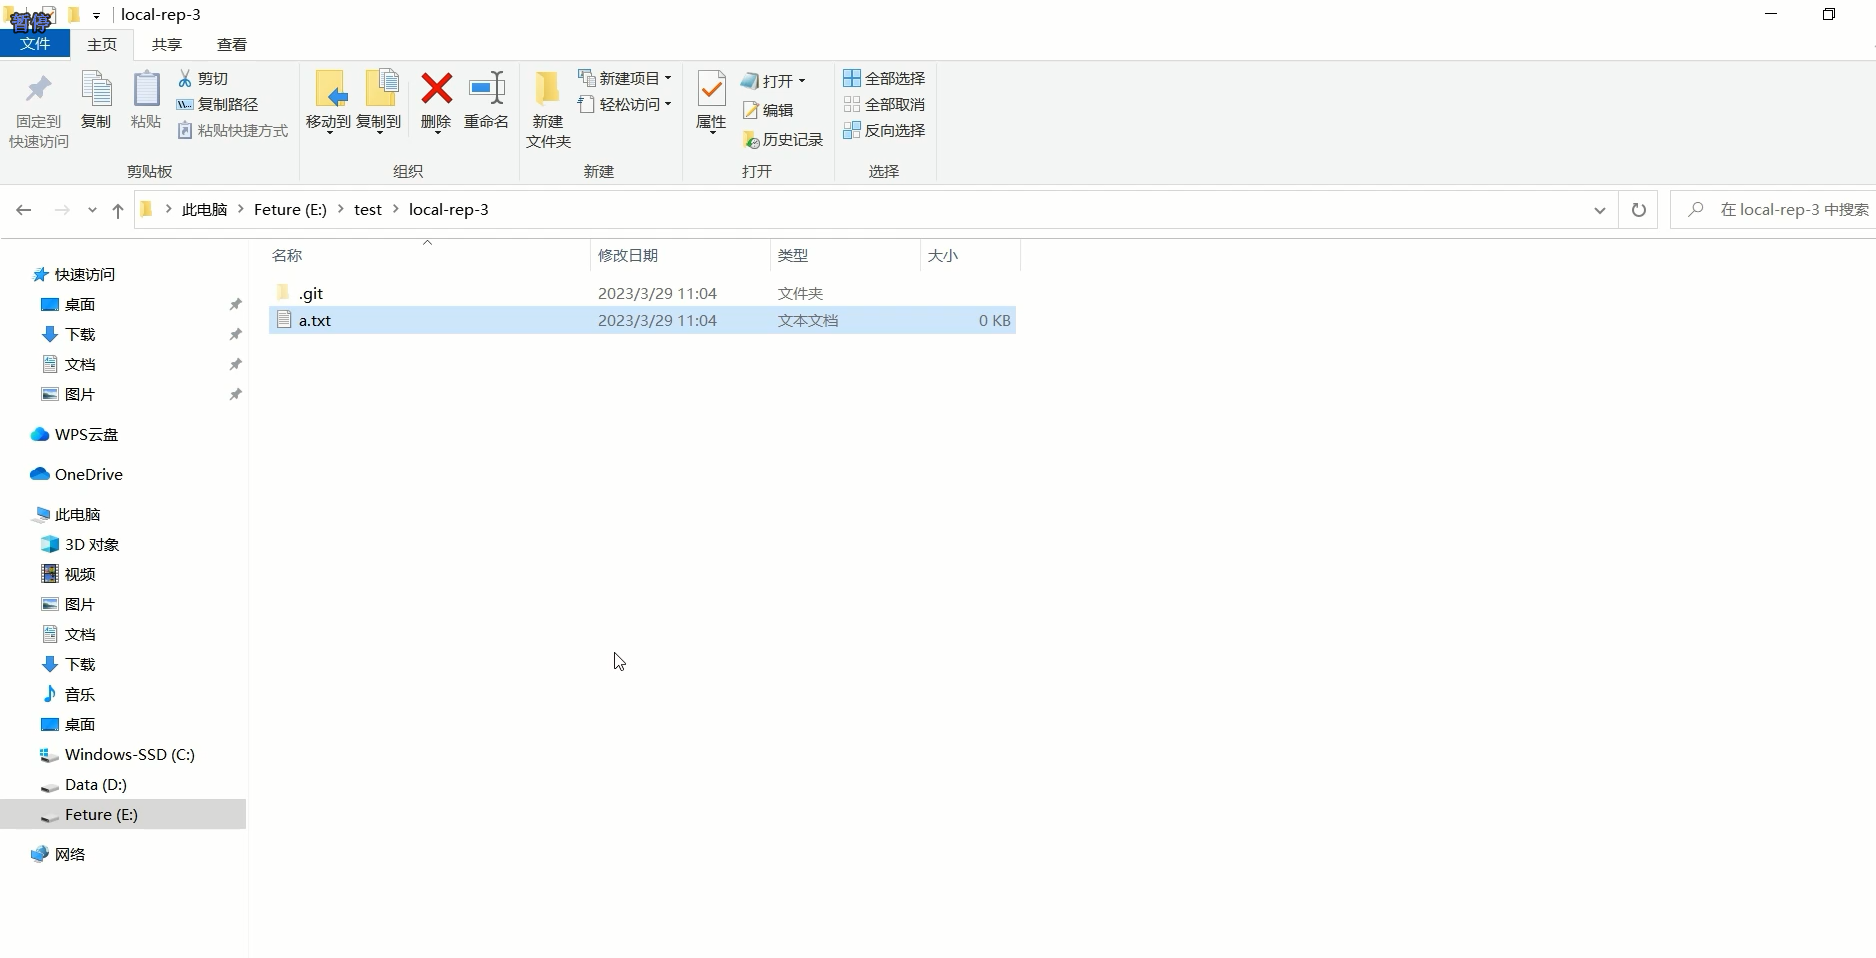 暂停
local-rep-3
文件
主页
共享
查看
固定到
快速访问
复制
粘贴
剪切
复制路径
粘贴快捷方式
剪贴板
移动到
复制到
删除
重命名
组织
新建
文件夹
新建项目
轻松访问
新建
属性
打开
编辑
历史记录
打开
全部选择
全部取消
反向选择
选择
此电脑 Feture (E:) test local-rep-3
在 local-rep-3 中搜索
名称 修改日期 类型 大小
.git 2023/3/29 11:04 文件夹
a.txt 2023/3/29 11:04 文本文档 0 KB
快速访问
桌面
下载
文档
图片
WPS云盘
OneDrive
此电脑
3D 对象
视频
图片
文档
下载
音乐
桌面
Windows-SSD (C:)
Data (D:)
Feture (E:)
网络